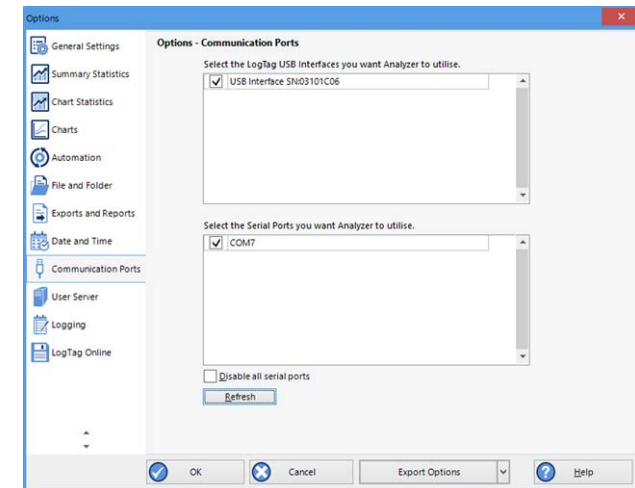 Options
General Settings
Summary Statistics
Chart Statistics
Charts
Automation
File and Folder
Exports and Reports
Date and Time
Communication Ports
User Server
Logging
LogTag Online
Options - Communication Ports
Select the LogTag USB Interfaces you want Analyzer to utilise.
USB Interface SN:03101C06
Select the Serial Ports you want Analyzer to utilise.
COM7
Disable all serial ports
Refresh
OK
Cancel
Export Options
Help